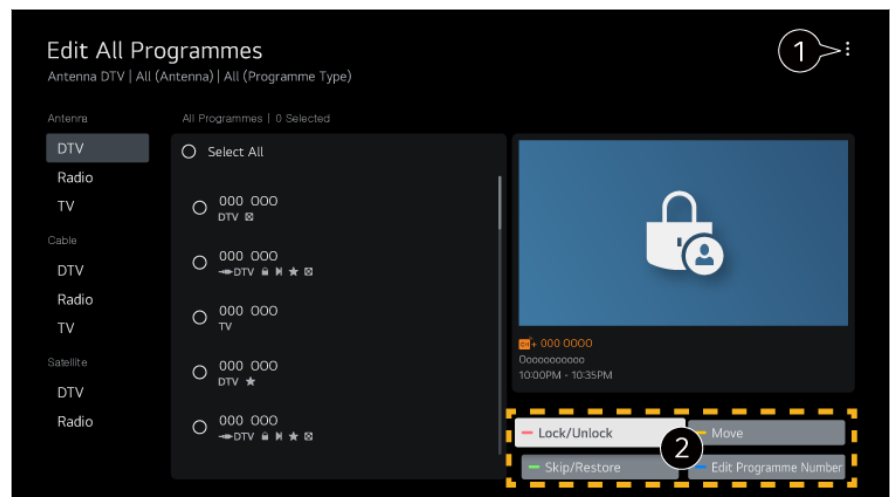 Edit All Programmes
1
Antenna DTV | All (Antenna) | All (Programme Type)
Antenna
All Programmes | 0 Selected
DTV
Radio
TV
Cable
DTV
Radio
TV
Satellite
DTV
Radio
Select All
000 000
DTV
000 000
DTV
000 000
TV
000 000
DTV
000 000
DTV
CH+ 000 0000
Ooooooooooo
10:00PM - 10:35PM
Lock/Unlock
Move
2
Skip/Restore
Edit Programme Number